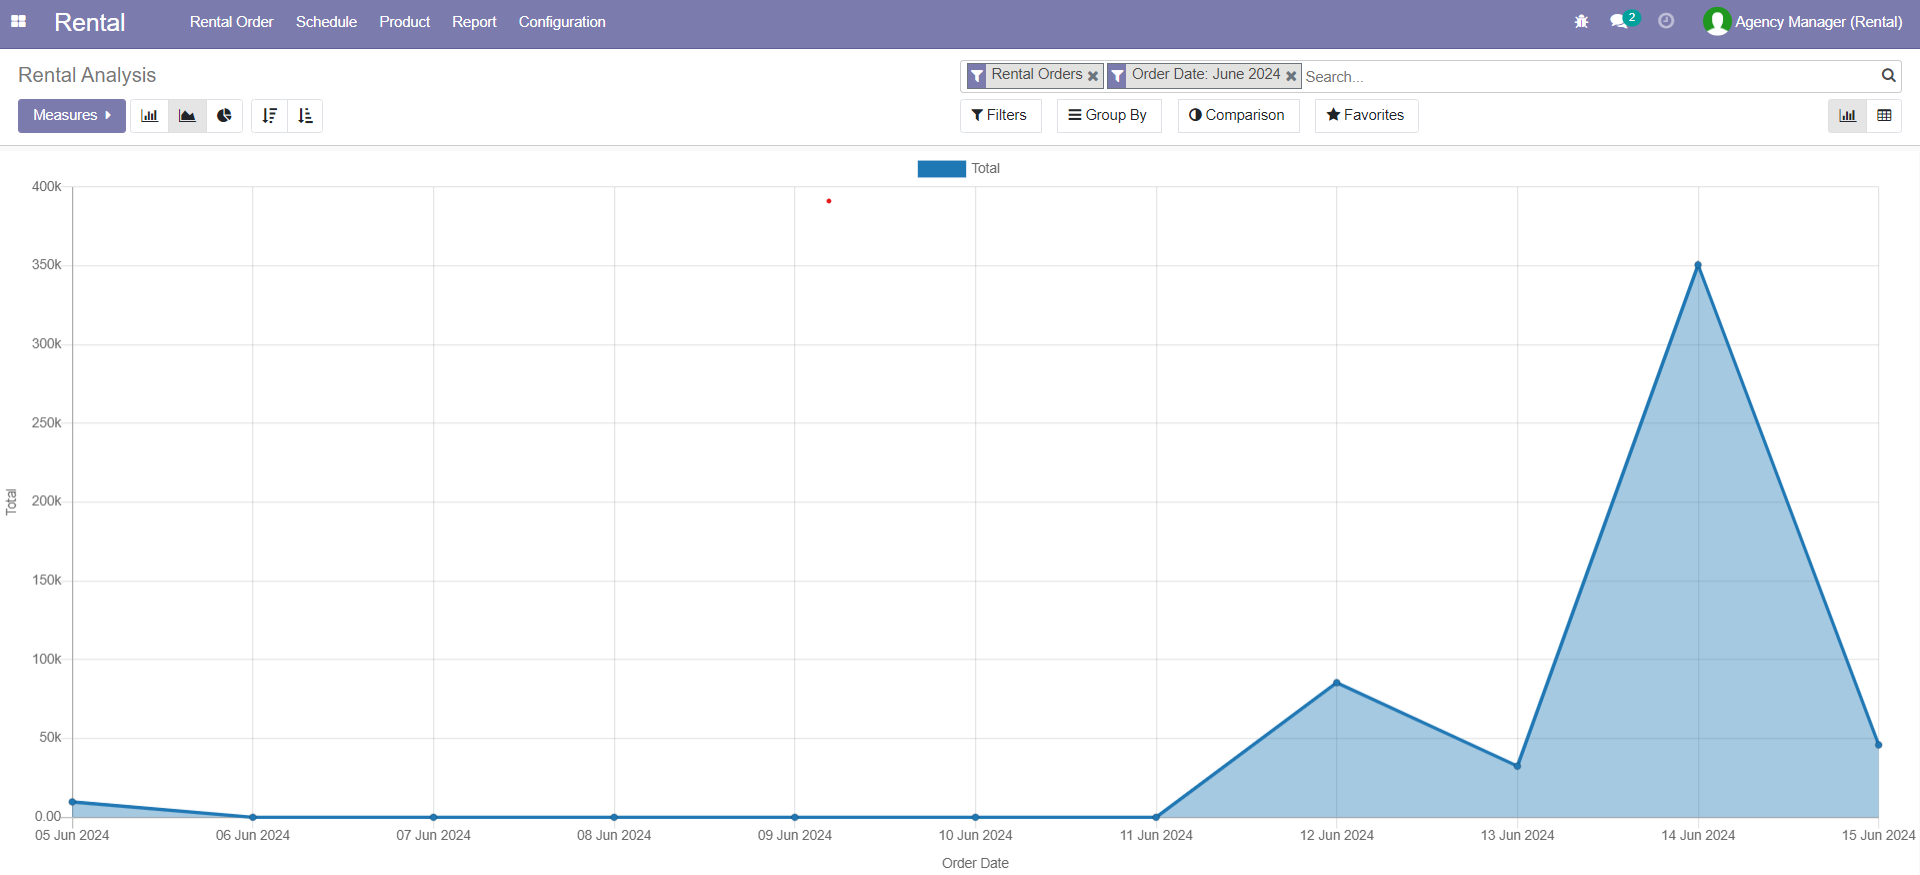 Rental Rental Order Schedule Product Report Configuration 2 Agency Manager (Rental)
Rental Analysis Rental Orders Order Date: June 2024 Search...
Measures Filters Group By Comparison Favorites
Total
400k
350k
300k
250k
200k
150k
100k
50k
0.00
Total
05 Jun 2024 06 Jun 2024 07 Jun 2024 08 Jun 2024 09 Jun 2024 10 Jun 2024 11 Jun 2024 12 Jun 2024 13 Jun 2024 14 Jun 2024 15 Jun 2024
Order Date